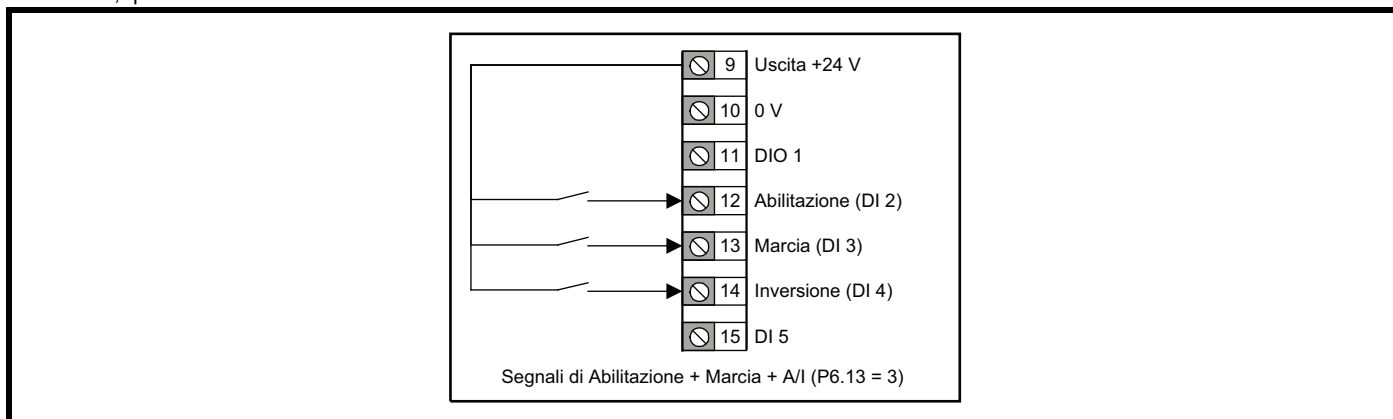 9 Uscita +24 V
10 0 V
11 DIO 1
12 Abilitazione (DI 2)
13 Marcia (DI 3)
14 Inversione (DI 4)
15 DI 5
Segnali di Abilitazione + Marcia + A/I (P6.13 = 3)